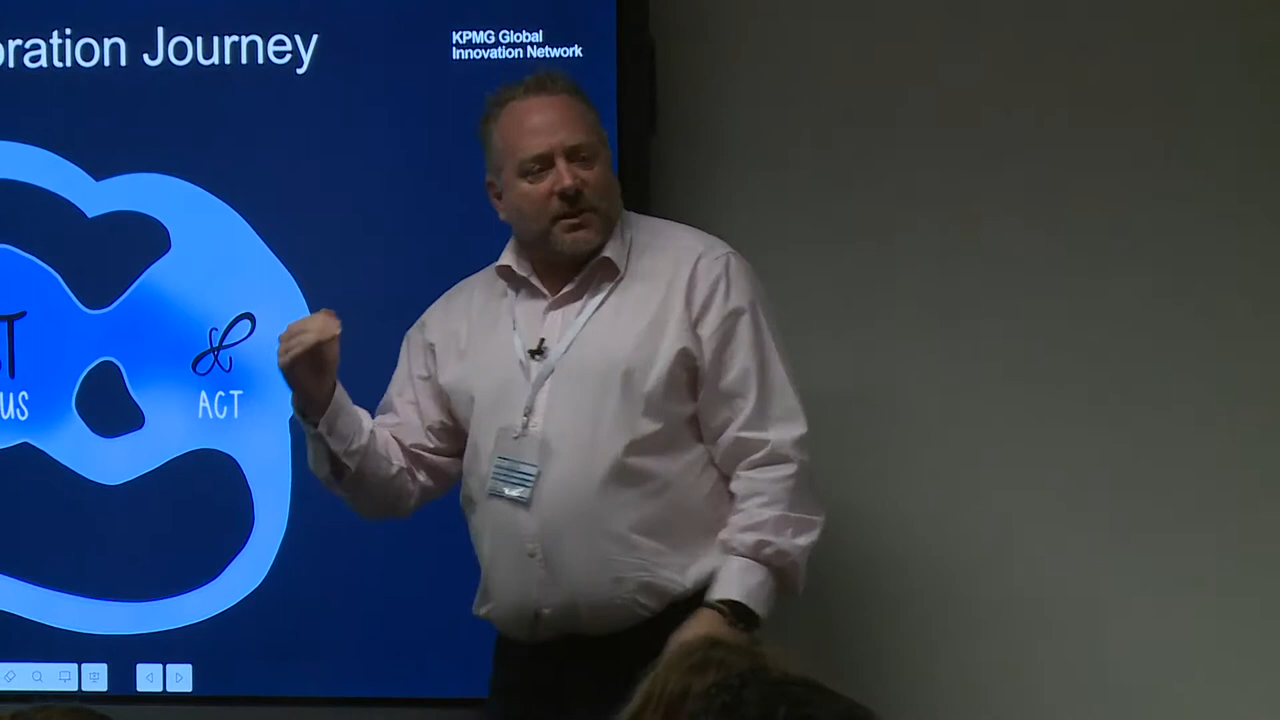 oration Journey
KPMG Global
Innovation Network
T
US
ACT